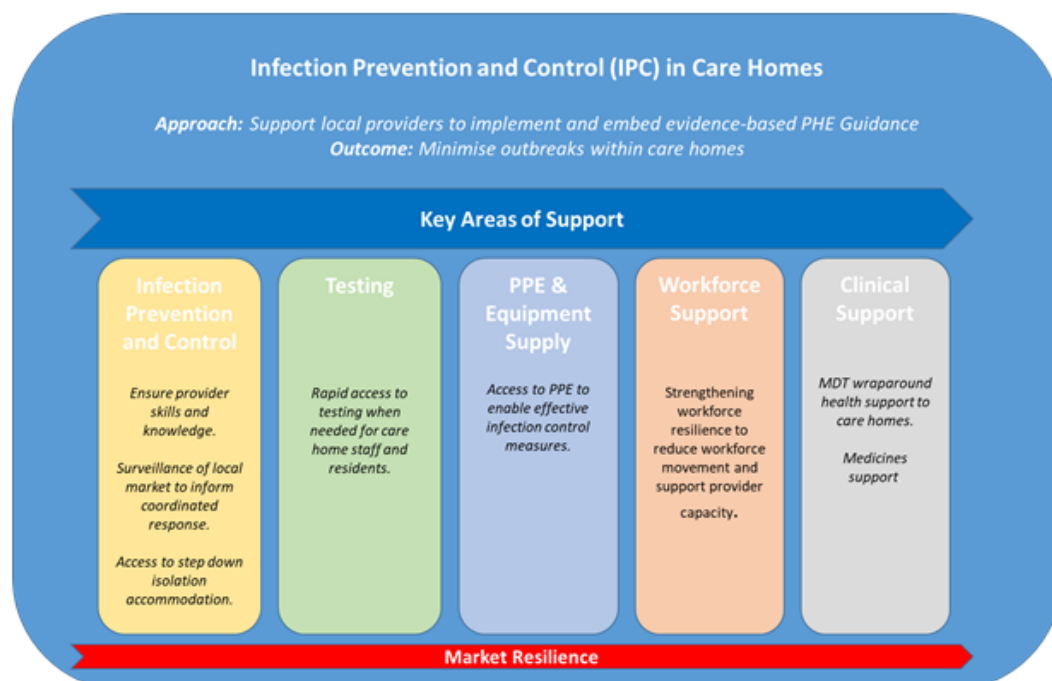 Infection Prevention and Control (IPC) in Care Homes
Approach: Support local providers to implement and embed evidence-based PHE Guidance
Outcome: Minimise outbreaks within care homes
Key Areas of Support
Infection
Prevention
and Control
Ensure provider
skills and
knowledge.
Surveillance of local
market to inform
coordinated
response.
Access to step down
isolation
accommodation.
Testing
Rapid access to
testing when
needed for care
home staff and
residents.
PPE &
Equipment
Supply
Access to PPE to
enable effective
infection control
measures.
Workforce
Support
Strengthening
workforce
resilience to
reduce workforce
movement and
support provider
capacity.
Clinical
Support
MDT wraparound
health support to
care homes.
Medicines
support
Market Resilience